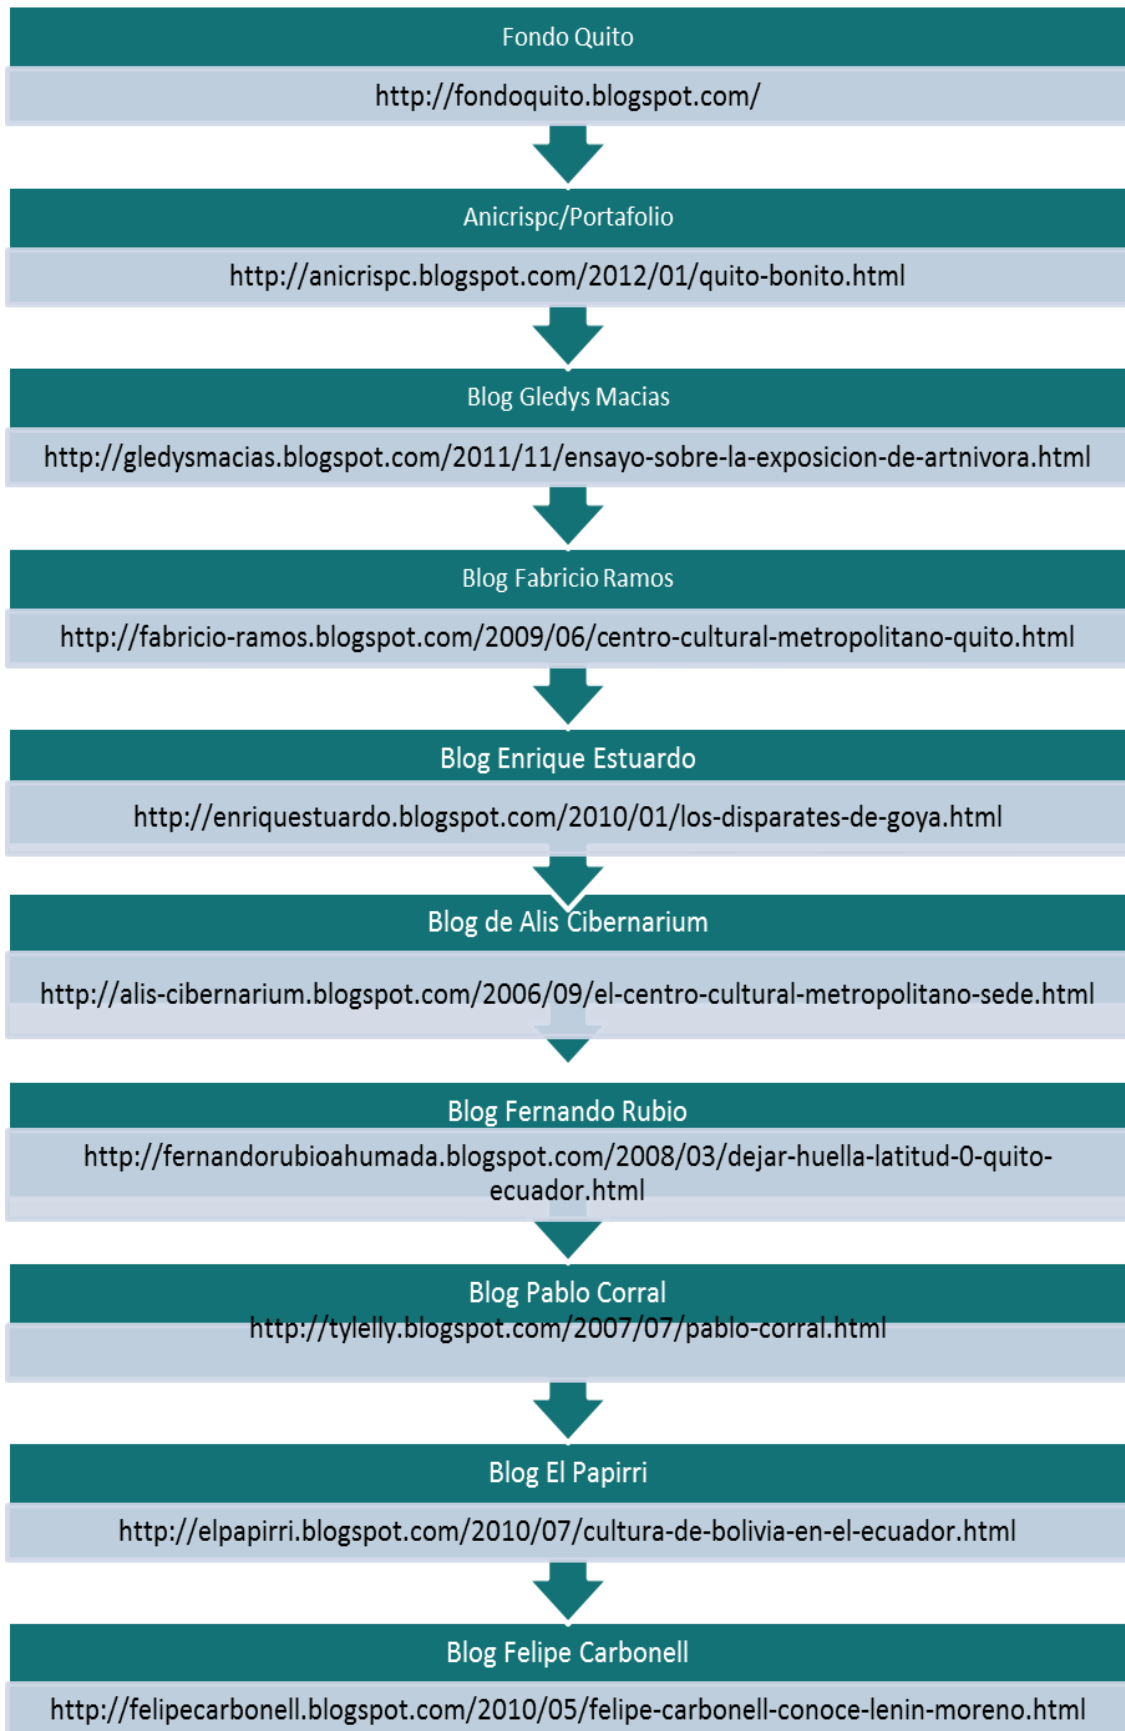 Fondo Quito
http://fondoquito.blogspot.com/
Anicrispc/Portafolio
http://anicrispc.blogspot.com/2012/01/quito-bonito.html
Blog Gledys Macias
http://gledysmacias.blogspot.com/2011/11/ensayo-sobre-la-exposicion-de-artnivora.html
Blog Fabricio Ramos
http://fabricio-ramos.blogspot.com/2009/06/centro-cultural-metropolitano-quito.html
Blog Enrique Estuardo
http://enriquestuardo.blogspot.com/2010/01/los-disparates-de-goya.html
Blog de Alis Cibernarium
http://alis-cibernarium.blogspot.com/2006/09/el-centro-cultural-metropolitano-sede.html
Blog Fernando Rubio
http://fernandorubioahumada.blogspot.com/2008/03/dejar-huella-latitud-0-quito-
ecuador.html
Blog Pablo Corral
http://tylelly.blogspot.com/2007/07/pablo-corral.html
Blog El Papirri
http://elpapirri.blogspot.com/2010/07/cultura-de-bolivia-en-el-ecuador.html
Blog Felipe Carbonell
http://felipecarbonell.blogspot.com/2010/05/felipe-carbonell-conoce-lenin-moreno.html